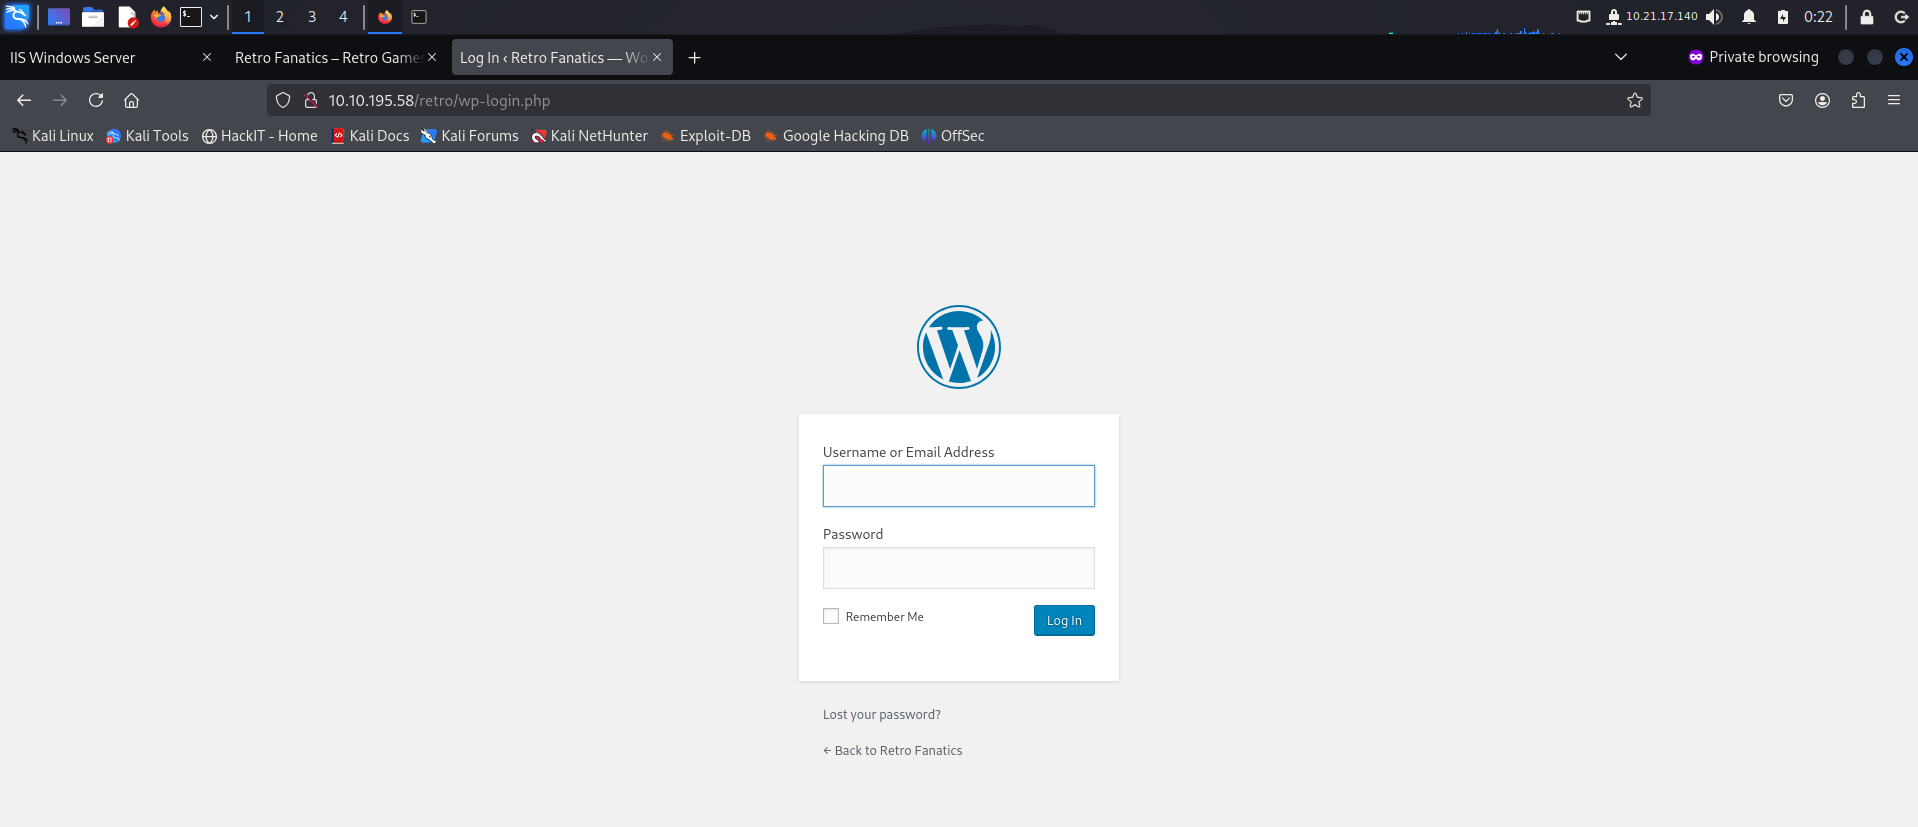 1 2 3 4 10.21.17.140 0:22
IIS Windows Server Retro Fanatics – Retro Games Log In ‹ Retro Fanatics — Wo Private browsing
10.10.195.58/retro/wp-login.php
Kali Linux Kali Tools HackIT - Home Kali Docs Kali Forums Kali NetHunter Exploit-DB Google Hacking DB OffSec
Username or Email Address
Password
Remember Me Log In
Lost your password?
← Back to Retro Fanatics